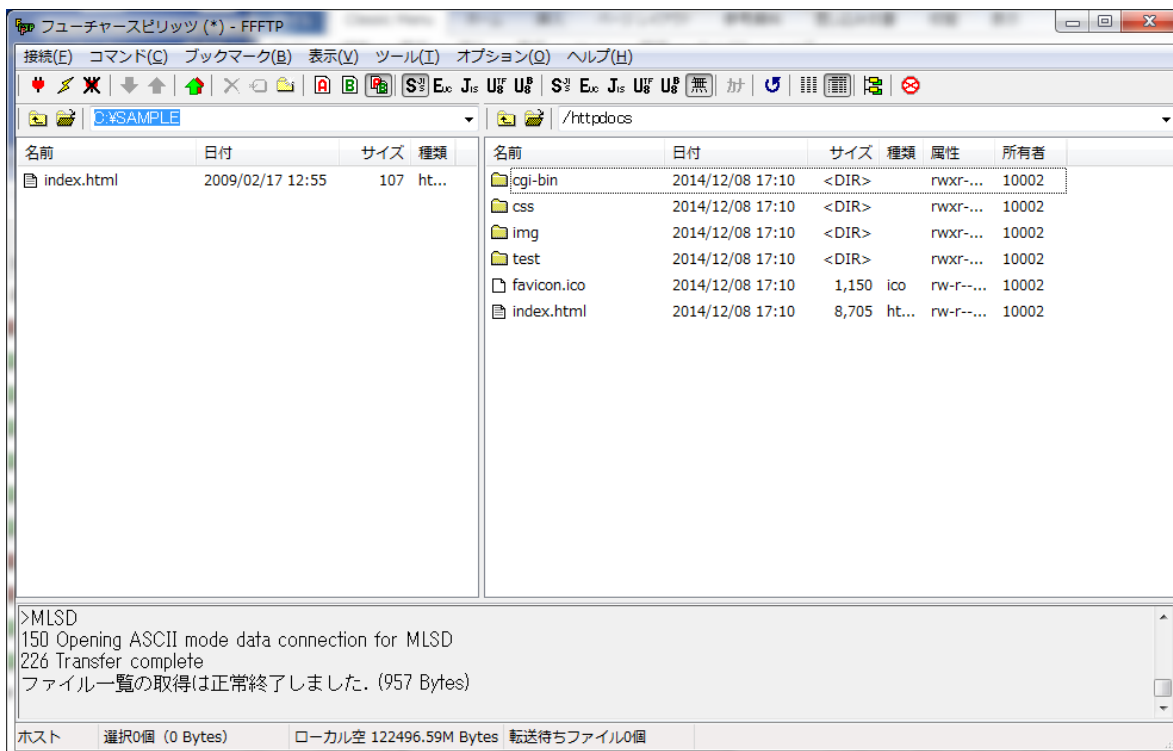 フューチャースピリッツ (*) - FFFTP
接続(F) コマンド(C) ブックマーク(B) 表示(V) ツール(T) オプション(O) ヘルプ(H)
C:¥SAMPLE
/httpdocs
名前 日付 サイズ 種類
index.html 2009/02/17 12:55 107 ht...
名前 日付 サイズ 種類 属性 所有者
cgi-bin 2014/12/08 17:10 <DIR> rwxr-... 10002
css 2014/12/08 17:10 <DIR> rwxr-... 10002
img 2014/12/08 17:10 <DIR> rwxr-... 10002
test 2014/12/08 17:10 <DIR> rwxr-... 10002
favicon.ico 2014/12/08 17:10 1,150 ico rw-r--... 10002
index.html 2014/12/08 17:10 8,705 ht... rw-r--... 10002
>MLSD
150 Opening ASCII mode data connection for MLSD
226 Transfer complete
ファイル一覧の取得は正常終了しました. (957 Bytes)
ホスト 選択0個 (0 Bytes) ローカル空 122496.59M Bytes 転送待ちファイル0個